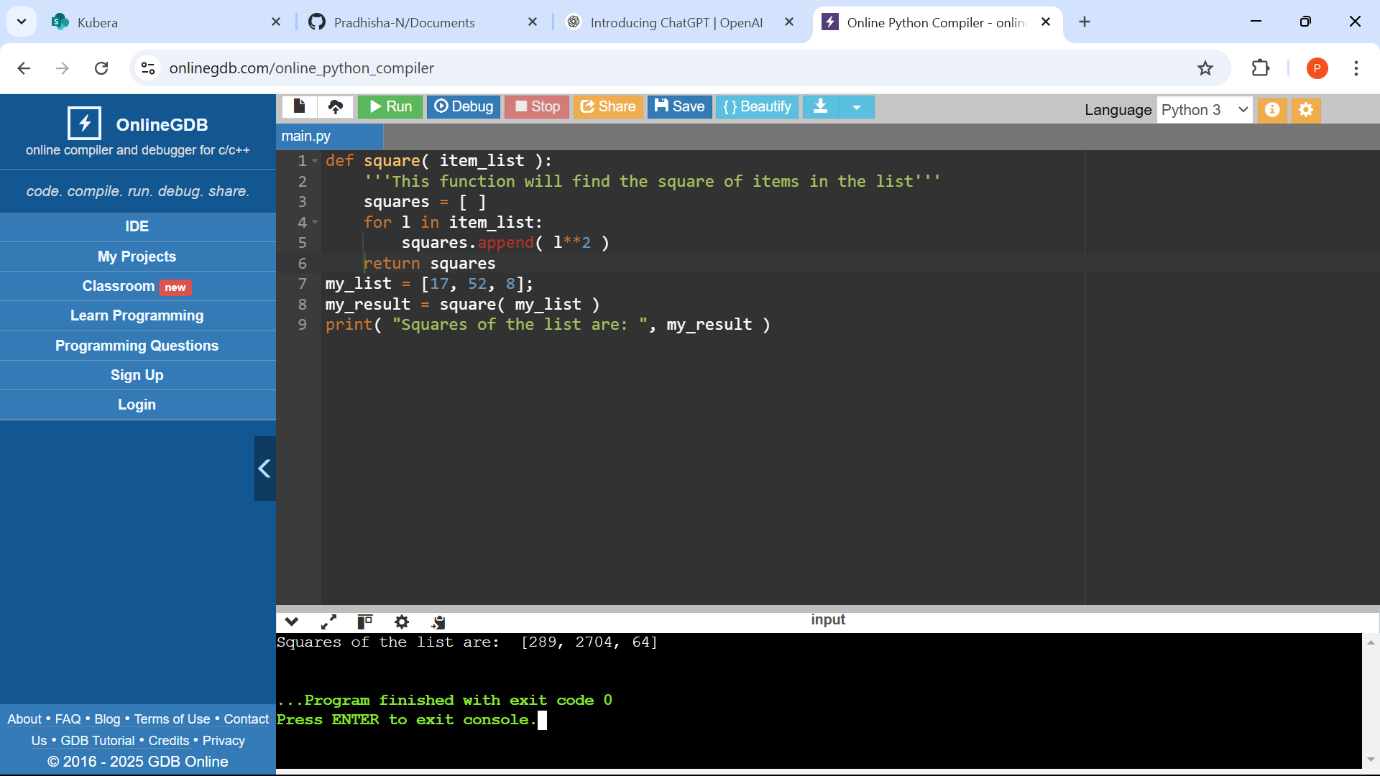 Kubera
Pradhisha-N/Documents
Introducing ChatGPT | OpenAI
Online Python Compiler - onlin
onlinegdb.com/online_python_compiler
P
OnlineGDB
online compiler and debugger for c/c++
code. compile. run. debug. share.
IDE
My Projects
Classroom new
Learn Programming
Programming Questions
Sign Up
Login
About • FAQ • Blog • Terms of Use • Contact
Us • GDB Tutorial • Credits • Privacy
© 2016 - 2025 GDB Online
Run Debug Stop Share Save { } Beautify
Language Python 3
main.py
1 def square( item_list ):
2 '''This function will find the square of items in the list'''
3 squares = [ ]
4 for l in item_list:
5 squares.append( l**2 )
6 return squares
7 my_list = [17, 52, 8];
8 my_result = square( my_list )
9 print( "Squares of the list are: ", my_result )
input
Squares of the list are:  [289, 2704, 64]
...Program finished with exit code 0
Press ENTER to exit console.